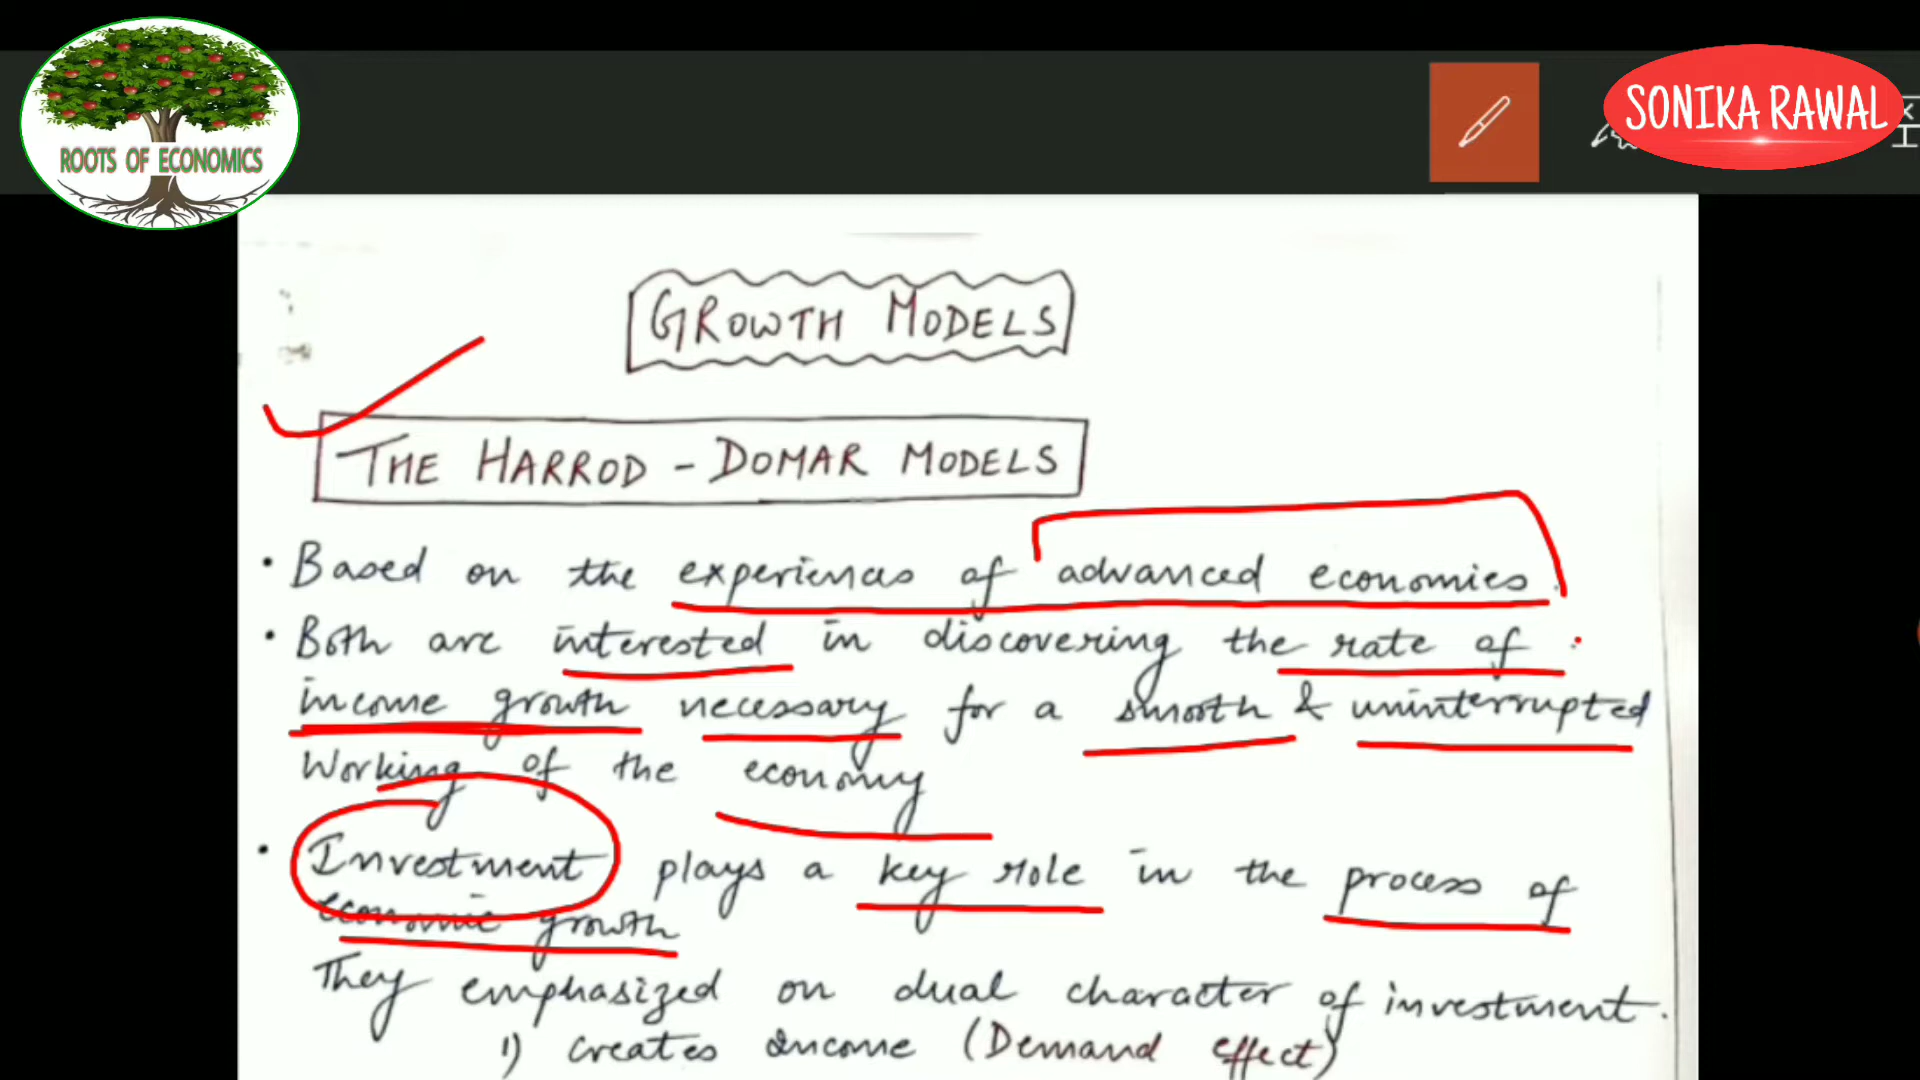 ROOTS OF ECONOMICS
SONIKA RAWAL
GROWTH MODELS
THE HARROD - DOMAR MODELS
• Based on the experiences of advanced economies.
• Both are interested in discovering the rate of
income growth necessary for a smooth & uninterrupted
working of the economy
• Investment plays a key role in the process of
economic growth
They emphasized on dual character of investment.
1) creates income (Demand effect)